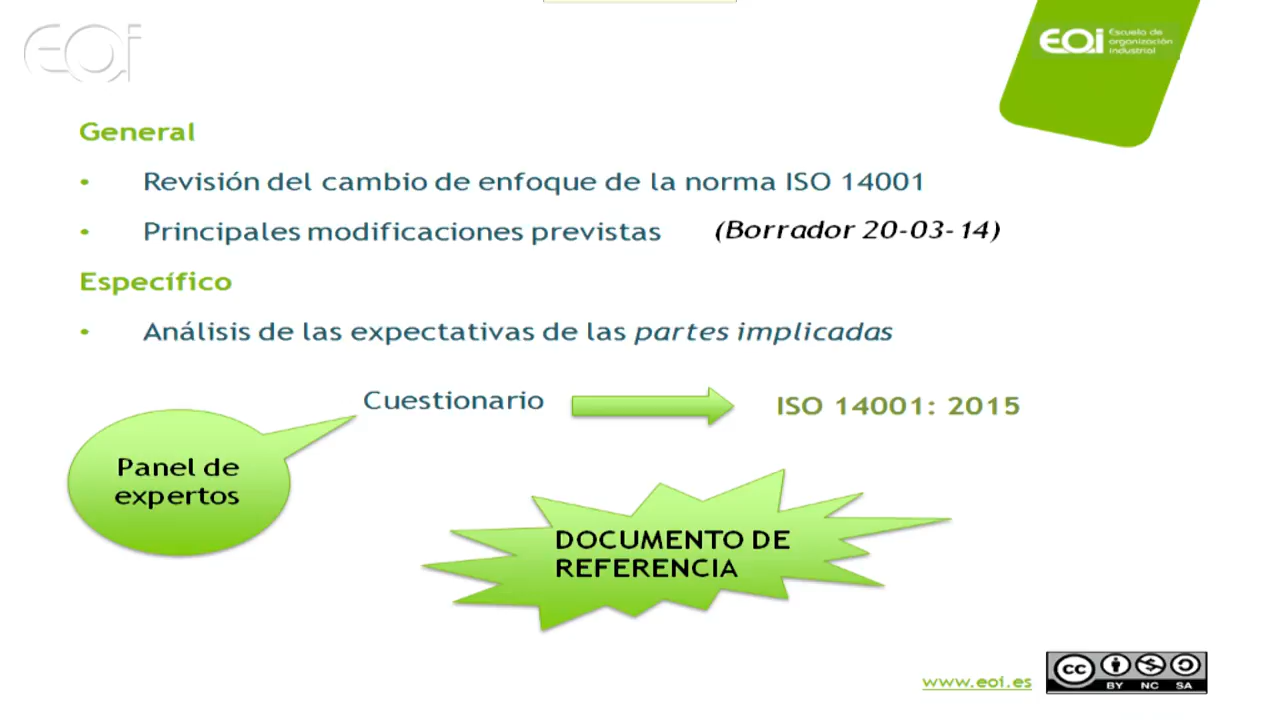 EOi
EOi Escuela de
organización
industrial
General
• Revisión del cambio de enfoque de la norma ISO 14001
• Principales modificaciones previstas (Borrador 20-03-14)
Específico
• Análisis de las expectativas de las partes implicadas
Cuestionario
ISO 14001: 2015
Panel de
expertos
DOCUMENTO DE
REFERENCIA
www.eoi.es
cc
BY NC SA